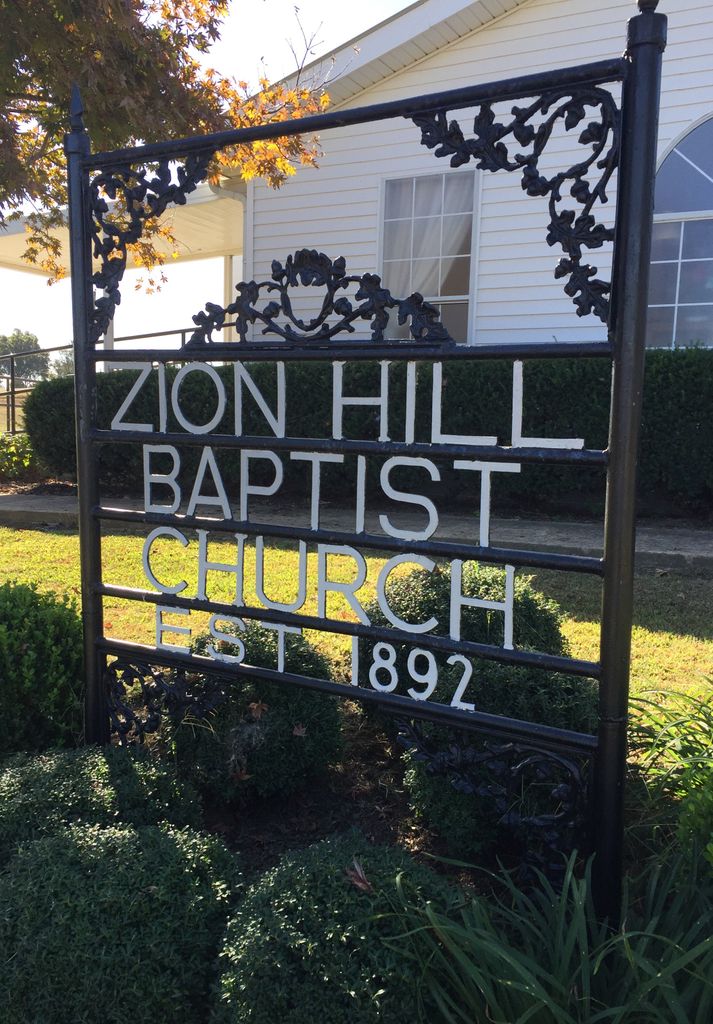 ZION HILL
BAPTIST
CHURCH
EST 1892